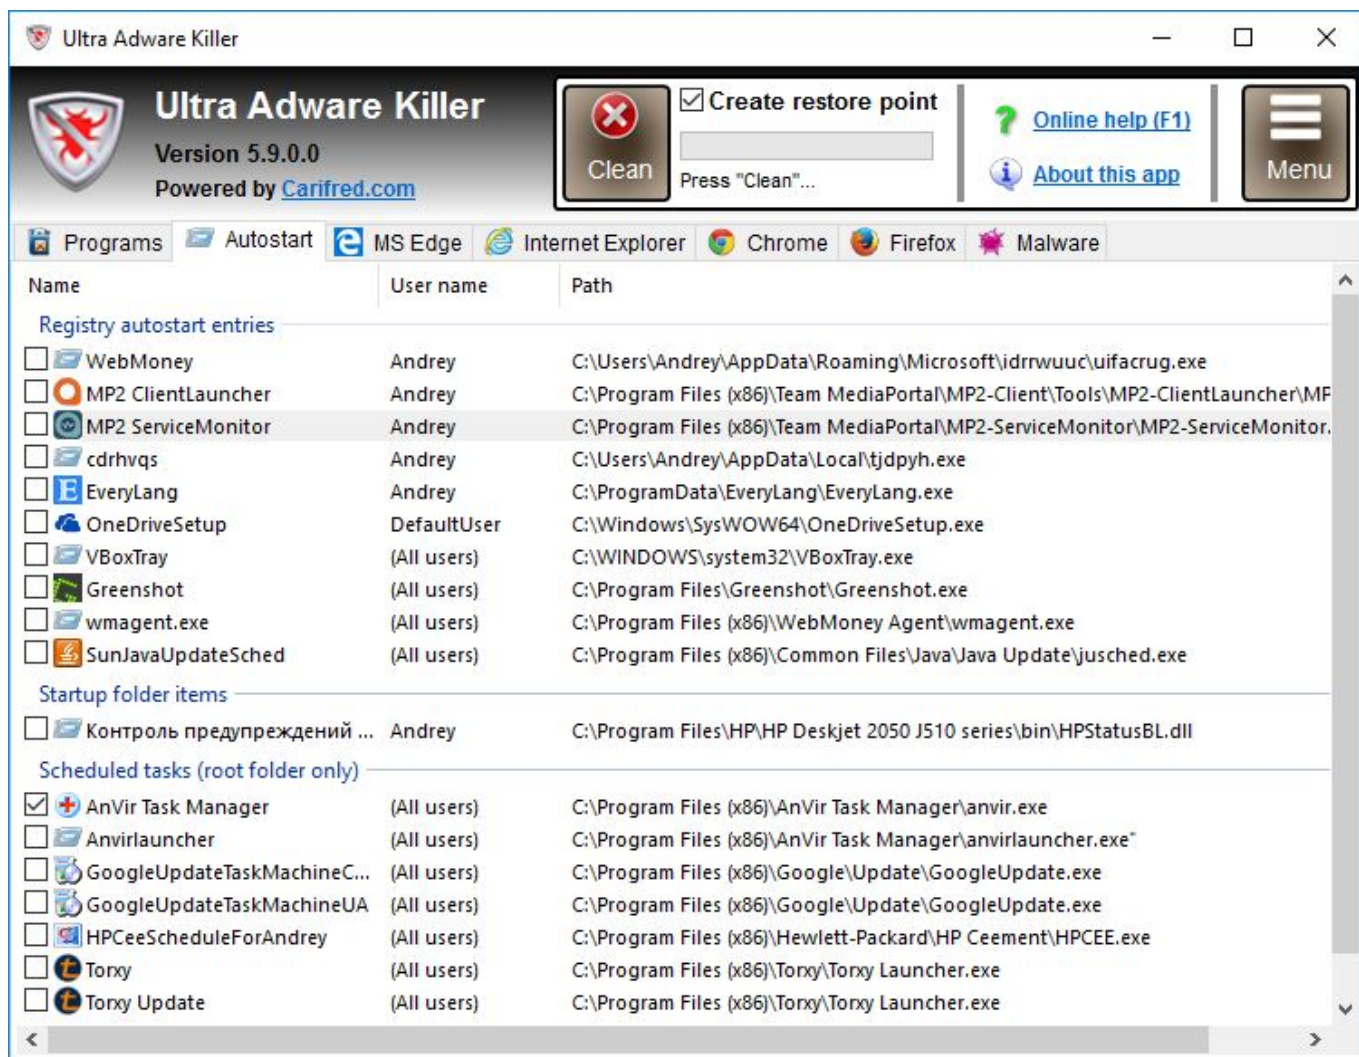 Ultra Adware Killer
Ultra Adware Killer
Version 5.9.0.0
Powered by Carifred.com
Clean
Create restore point
Press "Clean"...
Online help (F1)
About this app
Menu
Programs Autostart MS Edge Internet Explorer Chrome Firefox Malware
Name User name Path
Registry autostart entries
WebMoney Andrey C:\Users\Andrey\AppData\Roaming\Microsoft\idrrwuuc\uifacrug.exe
MP2 ClientLauncher Andrey C:\Program Files (x86)\Team MediaPortal\MP2-Client\Tools\MP2-ClientLauncher\MP
MP2 ServiceMonitor Andrey C:\Program Files (x86)\Team MediaPortal\MP2-ServiceMonitor\MP2-ServiceMonitor.
cdrhvqs Andrey C:\Users\Andrey\AppData\Local\tjdpyh.exe
EveryLang Andrey C:\ProgramData\EveryLang\EveryLang.exe
OneDriveSetup DefaultUser C:\Windows\SysWOW64\OneDriveSetup.exe
VBoxTray (All users) C:\WINDOWS\system32\VBoxTray.exe
Greenshot (All users) C:\Program Files\Greenshot\Greenshot.exe
wmagent.exe (All users) C:\Program Files (x86)\WebMoney Agent\wmagent.exe
SunJavaUpdateSched (All users) C:\Program Files (x86)\Common Files\Java\Java Update\jusched.exe
Startup folder items
Контроль предупреждений ... Andrey C:\Program Files\HP\HP Deskjet 2050 J510 series\bin\HPStatusBL.dll
Scheduled tasks (root folder only)
AnVir Task Manager (All users) C:\Program Files (x86)\AnVir Task Manager\anvir.exe
Anvirlauncher (All users) C:\Program Files (x86)\AnVir Task Manager\anvirlauncher.exe"
GoogleUpdateTaskMachineC... (All users) C:\Program Files (x86)\Google\Update\GoogleUpdate.exe
GoogleUpdateTaskMachineUA (All users) C:\Program Files (x86)\Google\Update\GoogleUpdate.exe
HPCeeScheduleForAndrey (All users) C:\Program Files (x86)\Hewlett-Packard\HP Ceement\HPCEE.exe
Torxy (All users) C:\Program Files (x86)\Torxy\Torxy Launcher.exe
Torxy Update (All users) C:\Program Files (x86)\Torxy\Torxy Launcher.exe